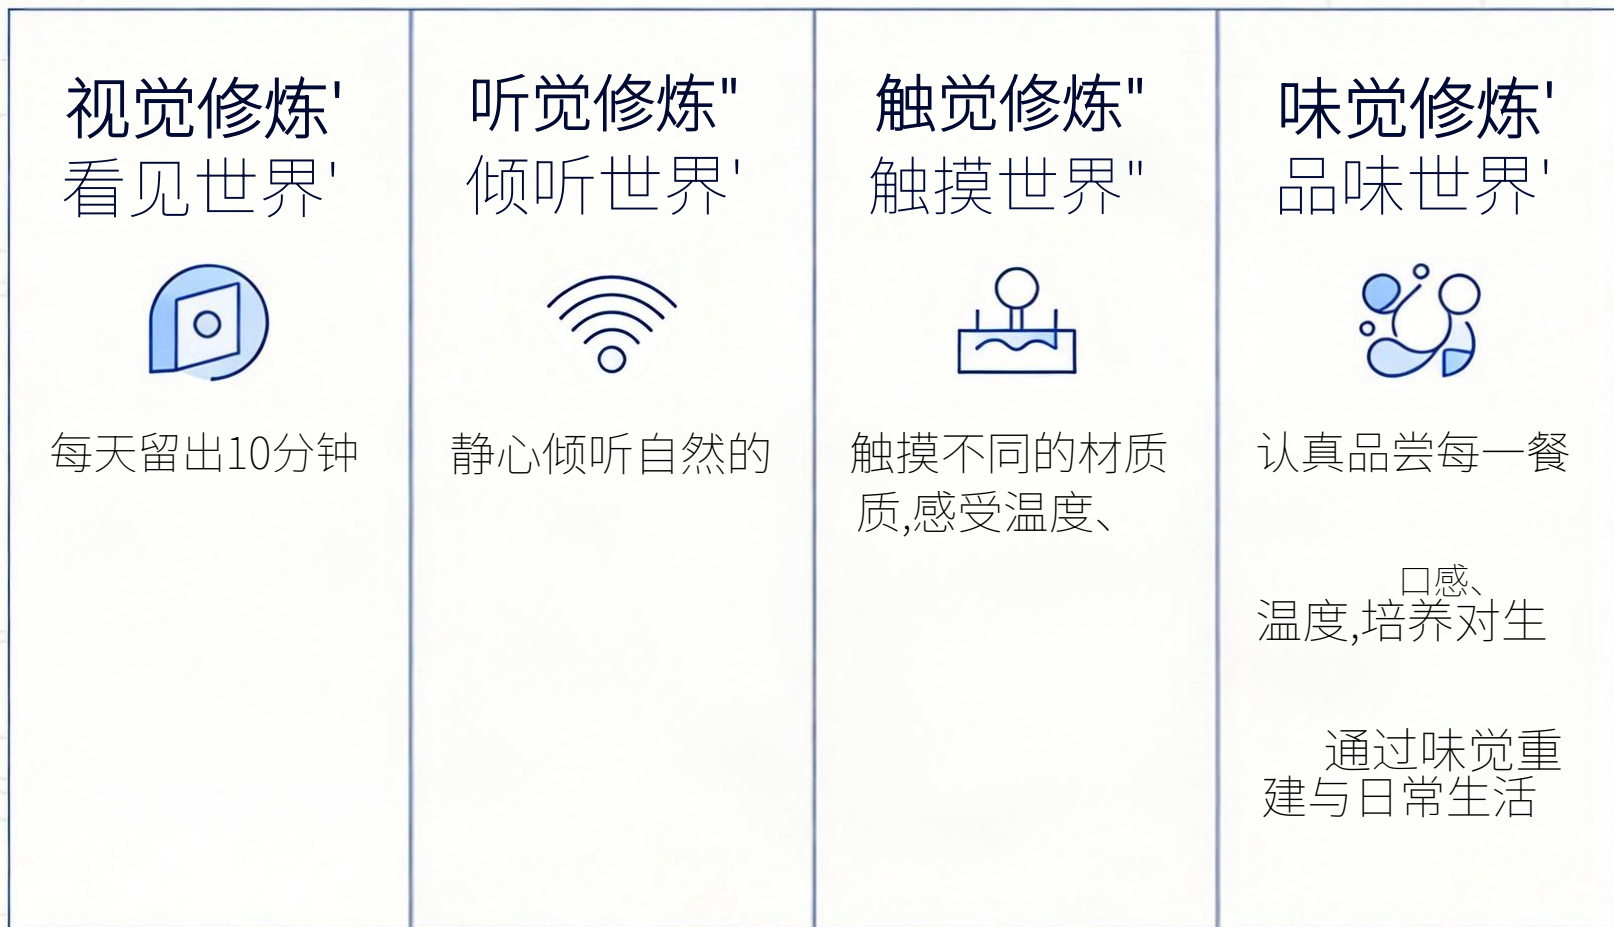 视觉修炼'
看见世界'
每天留出10分钟
听觉修炼"
倾听世界'
静心倾听自然的
触觉修炼"
触摸世界"
触摸不同的材质
质,感受温度、
味觉修炼'
品味世界'
认真品尝每一餐
口感、
温度,培养对生
通过味觉重
建与日常生活